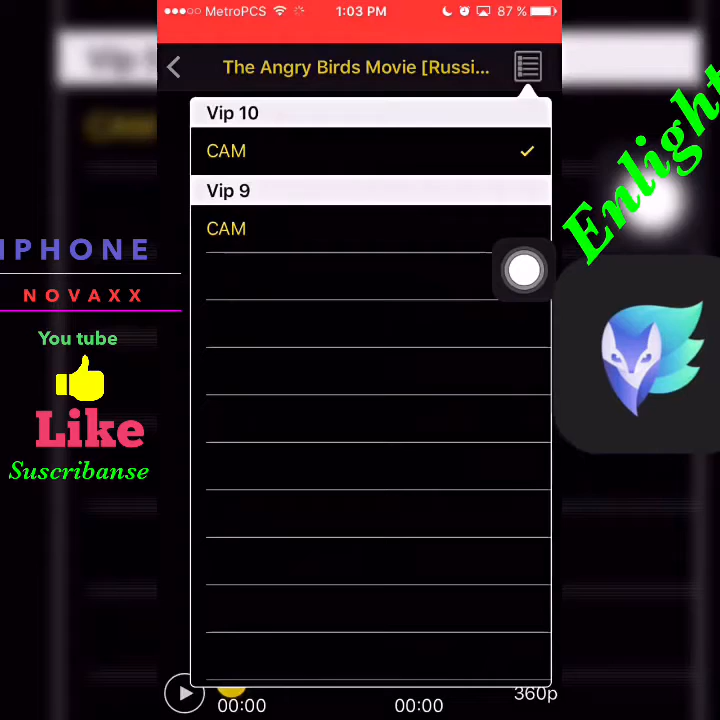 MetroPCS 1:03 PM 87 %
The Angry Birds Movie [Russi...
Vip 10
CAM
Vip 9
CAM
IPHONE
NOVAXX
You tube
Like
Suscribanse
Enlight
00:00 00:00 360p